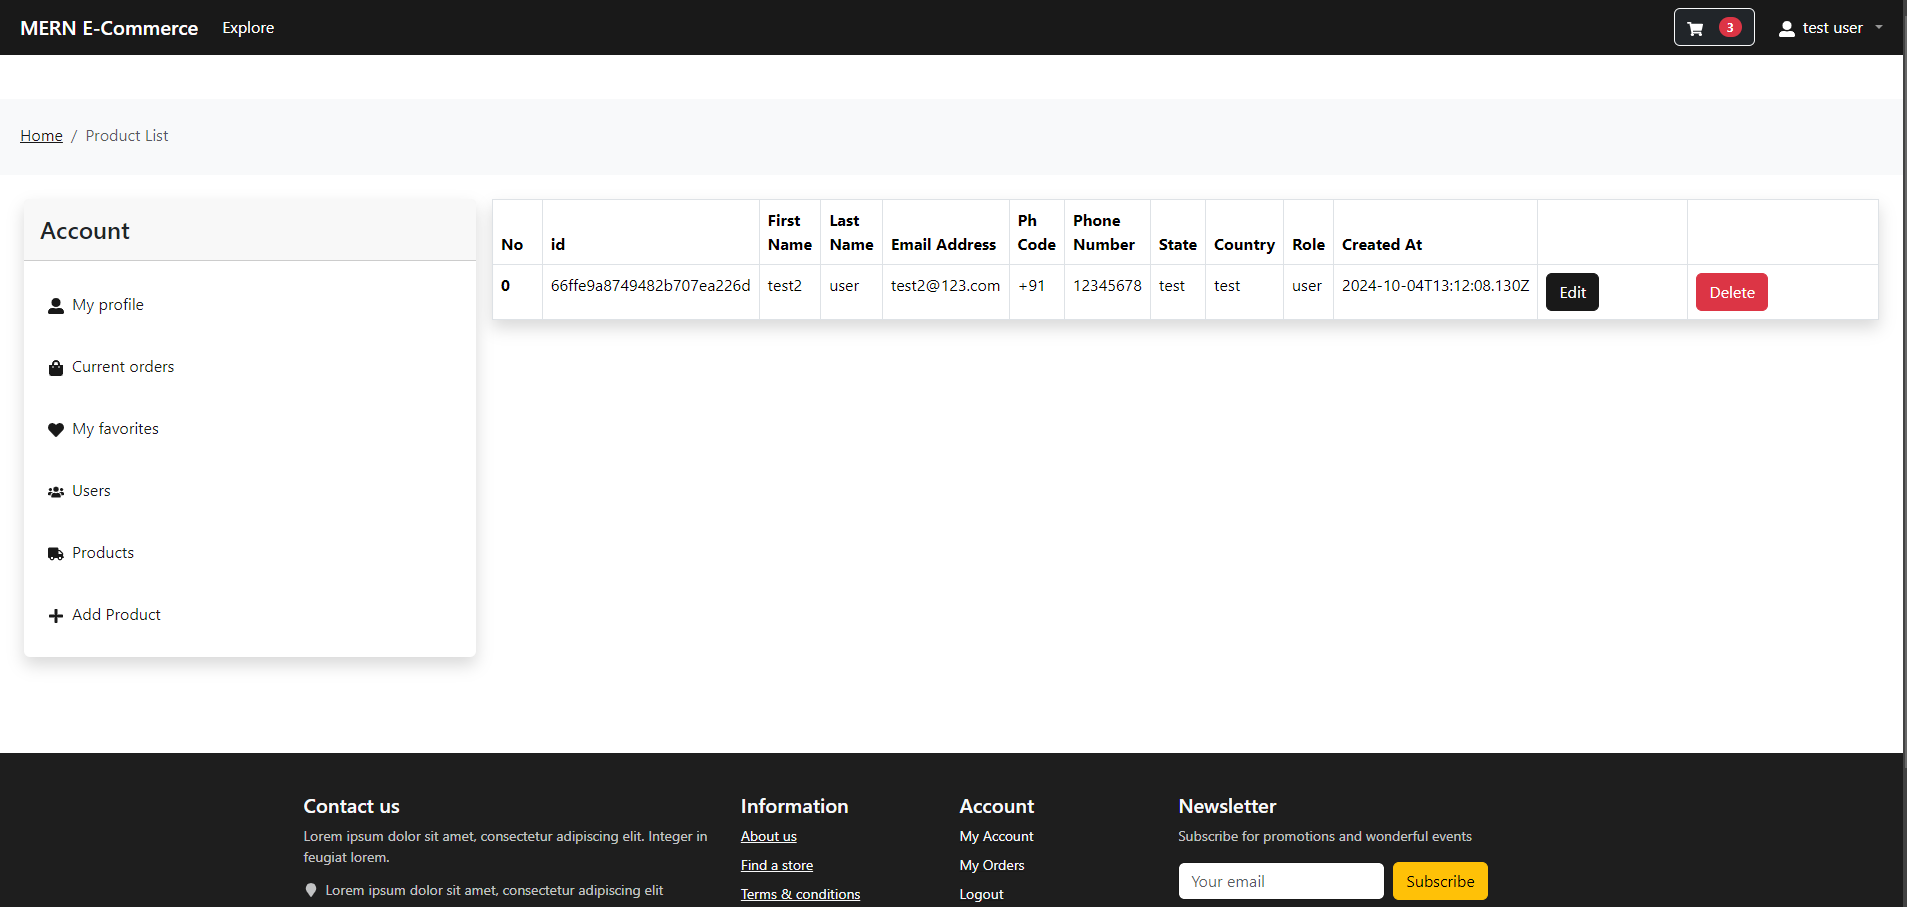 MERN E-Commerce Explore 3 test user
Home / Product List
Account
My profile
Current orders
My favorites
Users
Products
Add Product
No id First Name Last Name Email Address Ph Code Phone Number State Country Role Created At
0 66ffe9a8749482b707ea226d test2 user test2@123.com +91 12345678 test test user 2024-10-04T13:12:08.130Z Edit Delete
Contact us
Lorem ipsum dolor sit amet, consectetur adipiscing elit. Integer in
feugiat lorem.
Lorem ipsum dolor sit amet, consectetur adipiscing elit
Information
About us
Find a store
Terms & conditions
Account
My Account
My Orders
Logout
Newsletter
Subscribe for promotions and wonderful events
Your email Subscribe